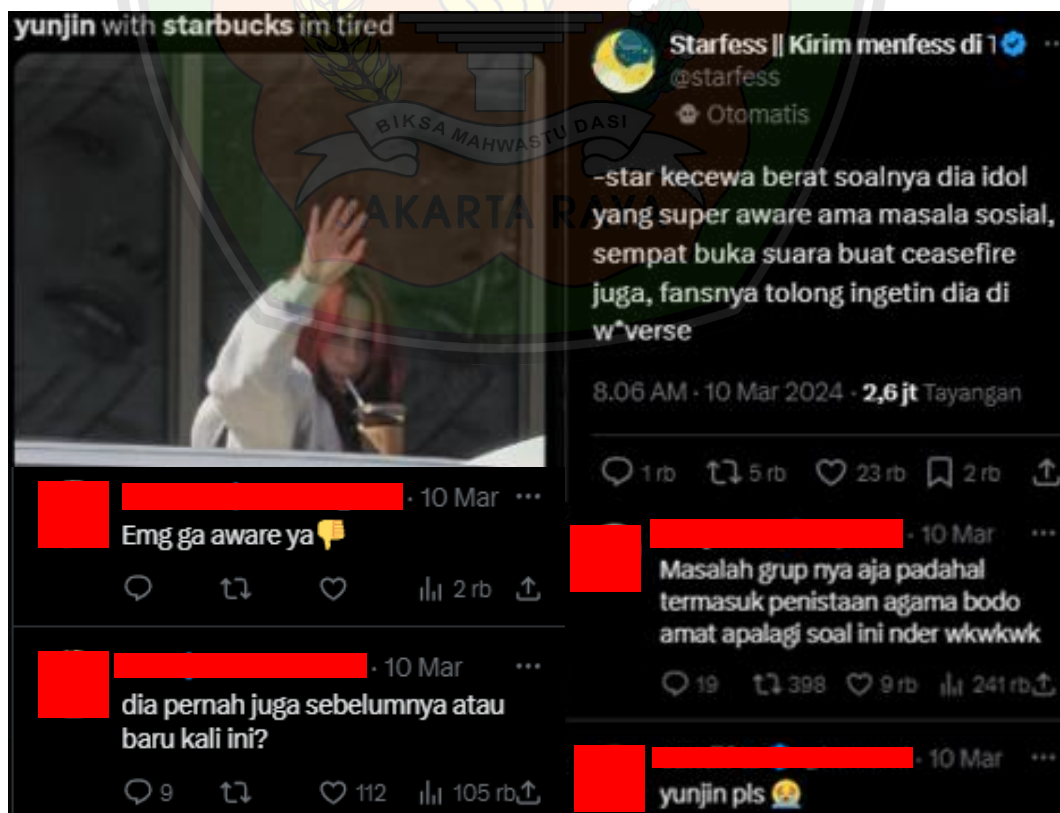 yunjin with starbucks im tired
BIKSA MAHWASTU DASI
JAKARTA RAYA
· 10 Mar ···
Emg ga aware ya👎
2 rb
· 10 Mar ···
dia pernah juga sebelumnya atau
baru kali ini?
9 112 105 rb
Starfess || Kirim menfess di
@starfess
Otomatis
-star kecewa berat soalnya dia idol
yang super aware ama masala sosial,
sempat buka suara buat ceasefire
juga, fansnya tolong ingetin dia di
w*verse
8.06 AM · 10 Mar 2024 · 2,6 jt Tayangan
1 rb 5 rb 23 rb 2 rb
· 10 Mar ···
Masalah grup nya aja padahal
termasuk penistaan agama bodo
amat apalagi soal ini nder wkwkwk
19 398 9 rb 241 rb
· 10 Mar ···
yunjin pls 😭